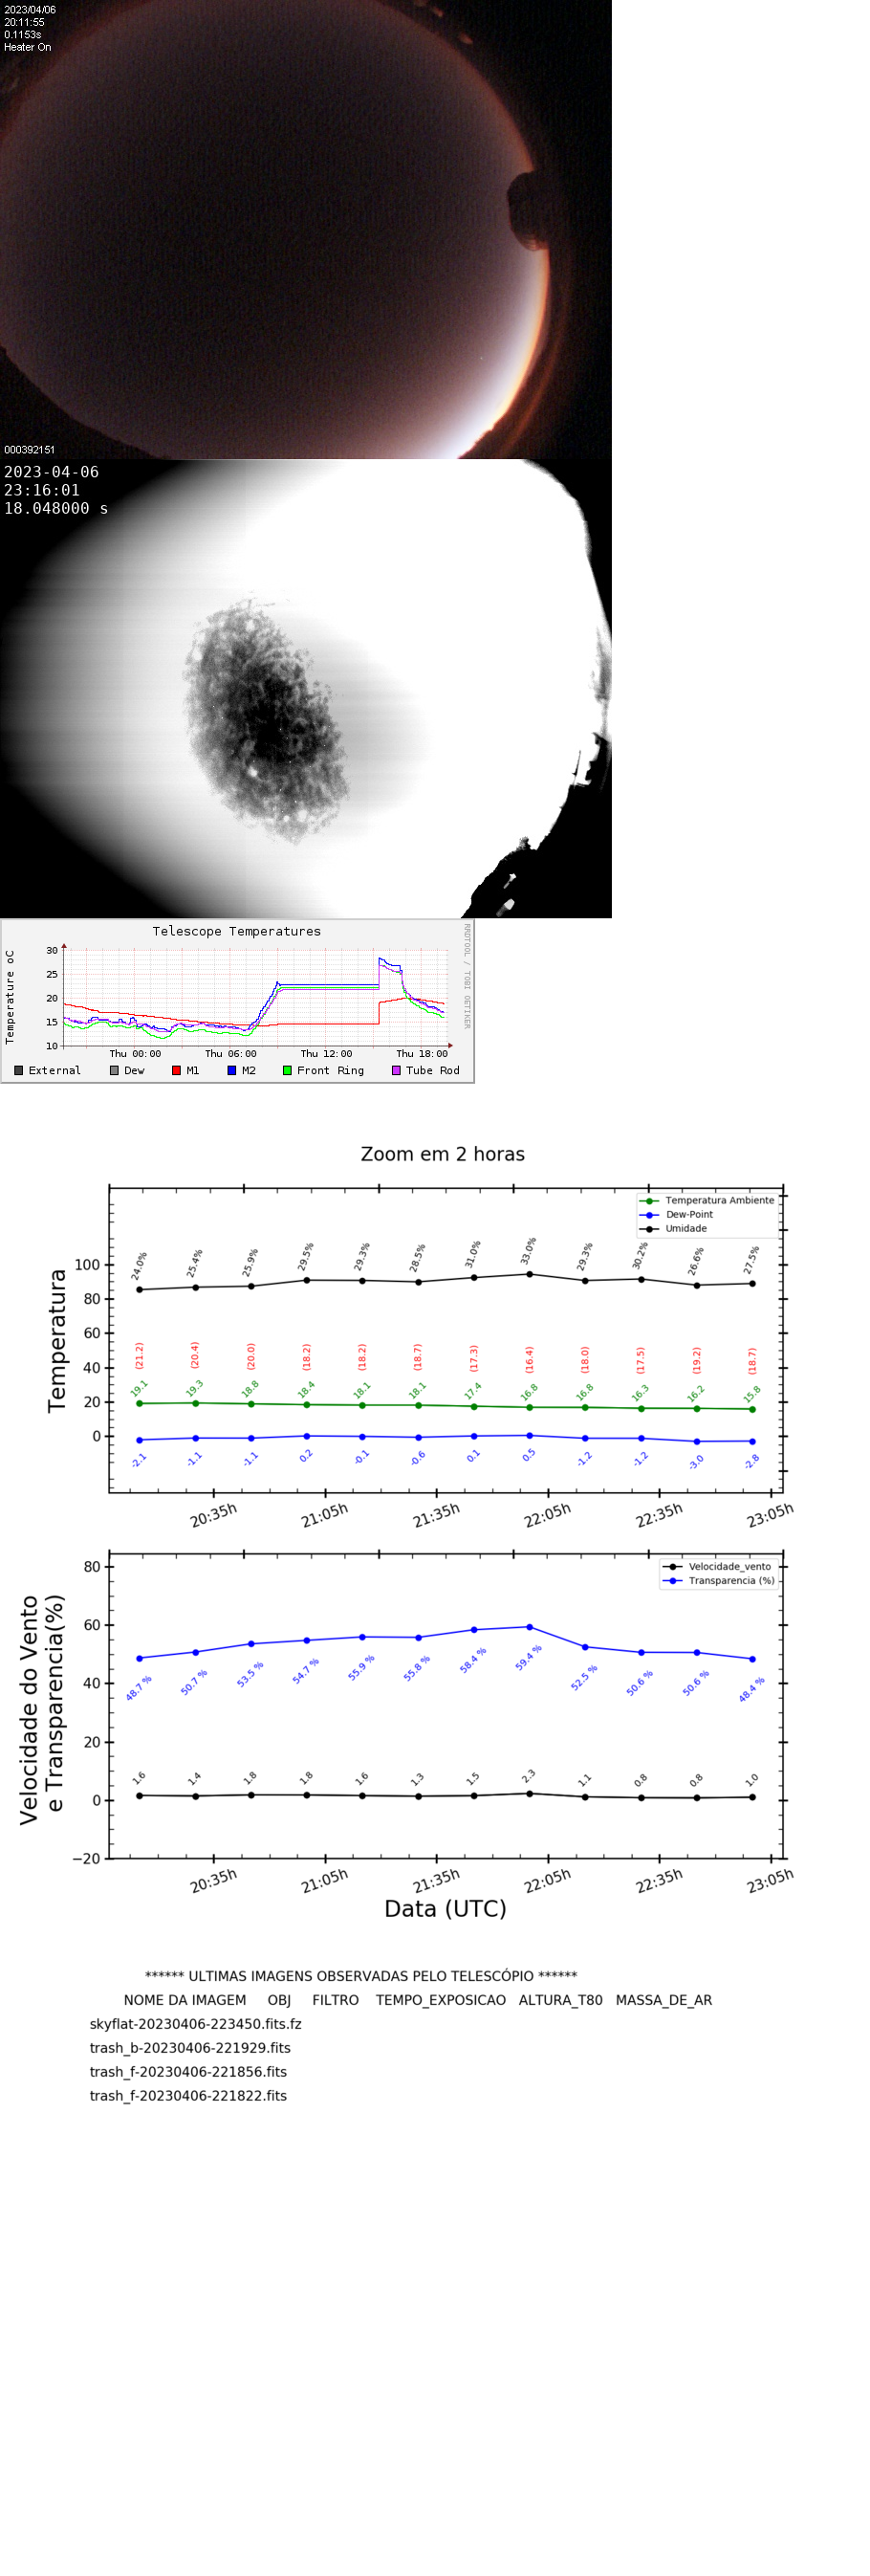 2023/04/06
20:11:55
0.1153s
Heater On
000392151
2023-04-06
23:16:01
18.048000 s
Telescope Temperatures
RRDTOOL / TOBI OETIKER
Temperature oC
30
25
20
15
10
Thu 00:00 Thu 06:00 Thu 12:00 Thu 18:00
External Dew M1 M2 Front Ring Tube Rod
Zoom em 2 horas
Temperatura Ambiente
Dew-Point
Umidade
Temperatura
100
80
60
40
20
0
24.0% 25.4% 25.9% 29.5% 29.3% 28.5% 31.0% 33.0% 29.3% 30.2% 26.6% 27.5%
(21.2) (20.4) (20.0) (18.2) (18.2) (18.7) (17.3) (16.4) (18.0) (17.5) (19.2) (18.7)
19.1 19.3 18.8 18.4 18.1 18.1 17.4 16.8 16.8 16.3 16.2 15.8
-2.1 -1.1 -1.1 0.2 -0.1 -0.6 0.1 0.5 -1.2 -1.2 -3.0 -2.8
20:35h 21:05h 21:35h 22:05h 22:35h 23:05h
Velocidade_vento
Transparencia (%)
Velocidade do Vento
e Transparencia(%)
80
60
40
20
0
−20
48.7 % 50.7 % 53.5 % 54.7 % 55.9 % 55.8 % 58.4 % 59.4 % 52.5 % 50.6 % 50.6 % 48.4 %
1.6 1.4 1.8 1.8 1.6 1.3 1.5 2.3 1.1 0.8 0.8 1.0
20:35h 21:05h 21:35h 22:05h 22:35h 23:05h
Data (UTC)
****** ULTIMAS IMAGENS OBSERVADAS PELO TELESCÓPIO ******
NOME DA IMAGEM OBJ FILTRO TEMPO_EXPOSICAO ALTURA_T80 MASSA_DE_AR
skyflat-20230406-223450.fits.fz
trash_b-20230406-221929.fits
trash_f-20230406-221856.fits
trash_f-20230406-221822.fits